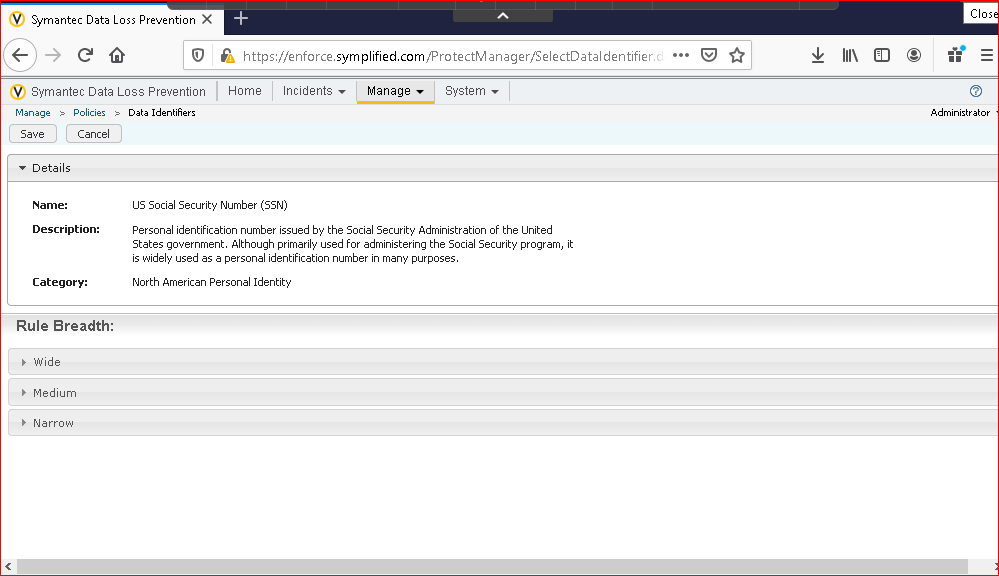 Symantec Data Loss Prevention
Close
https://enforce.symplified.com/ProtectManager/SelectDataIdentifier.d
Symantec Data Loss Prevention Home Incidents Manage System
Manage > Policies > Data Identifiers Administrator
Save Cancel
Details
Name: US Social Security Number (SSN)
Description: Personal identification number issued by the Social Security Administration of the United
States government. Although primarily used for administering the Social Security program, it
is widely used as a personal identification number in many purposes.
Category: North American Personal Identity
Rule Breadth:
Wide
Medium
Narrow